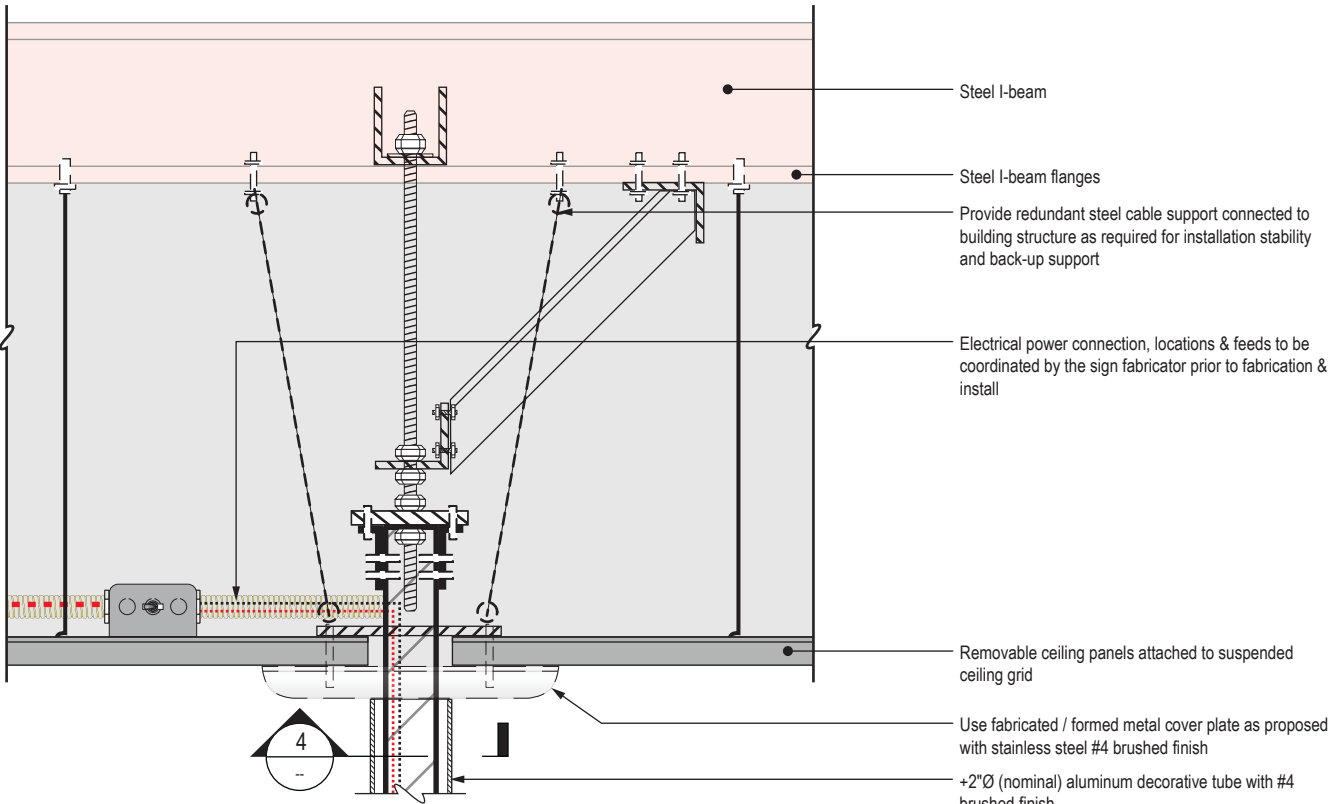 Steel I-beam
Steel I-beam flanges
Provide redundant steel cable support connected to
building structure as required for installation stability
and back-up support
Electrical power connection, locations & feeds to be
coordinated by the sign fabricator prior to fabrication &
install
Removable ceiling panels attached to suspended
ceiling grid
Use fabricated / formed metal cover plate as proposed
with stainless steel #4 brushed finish
4
--
+2"Ø (nominal) aluminum decorative tube with #4
brushed finish